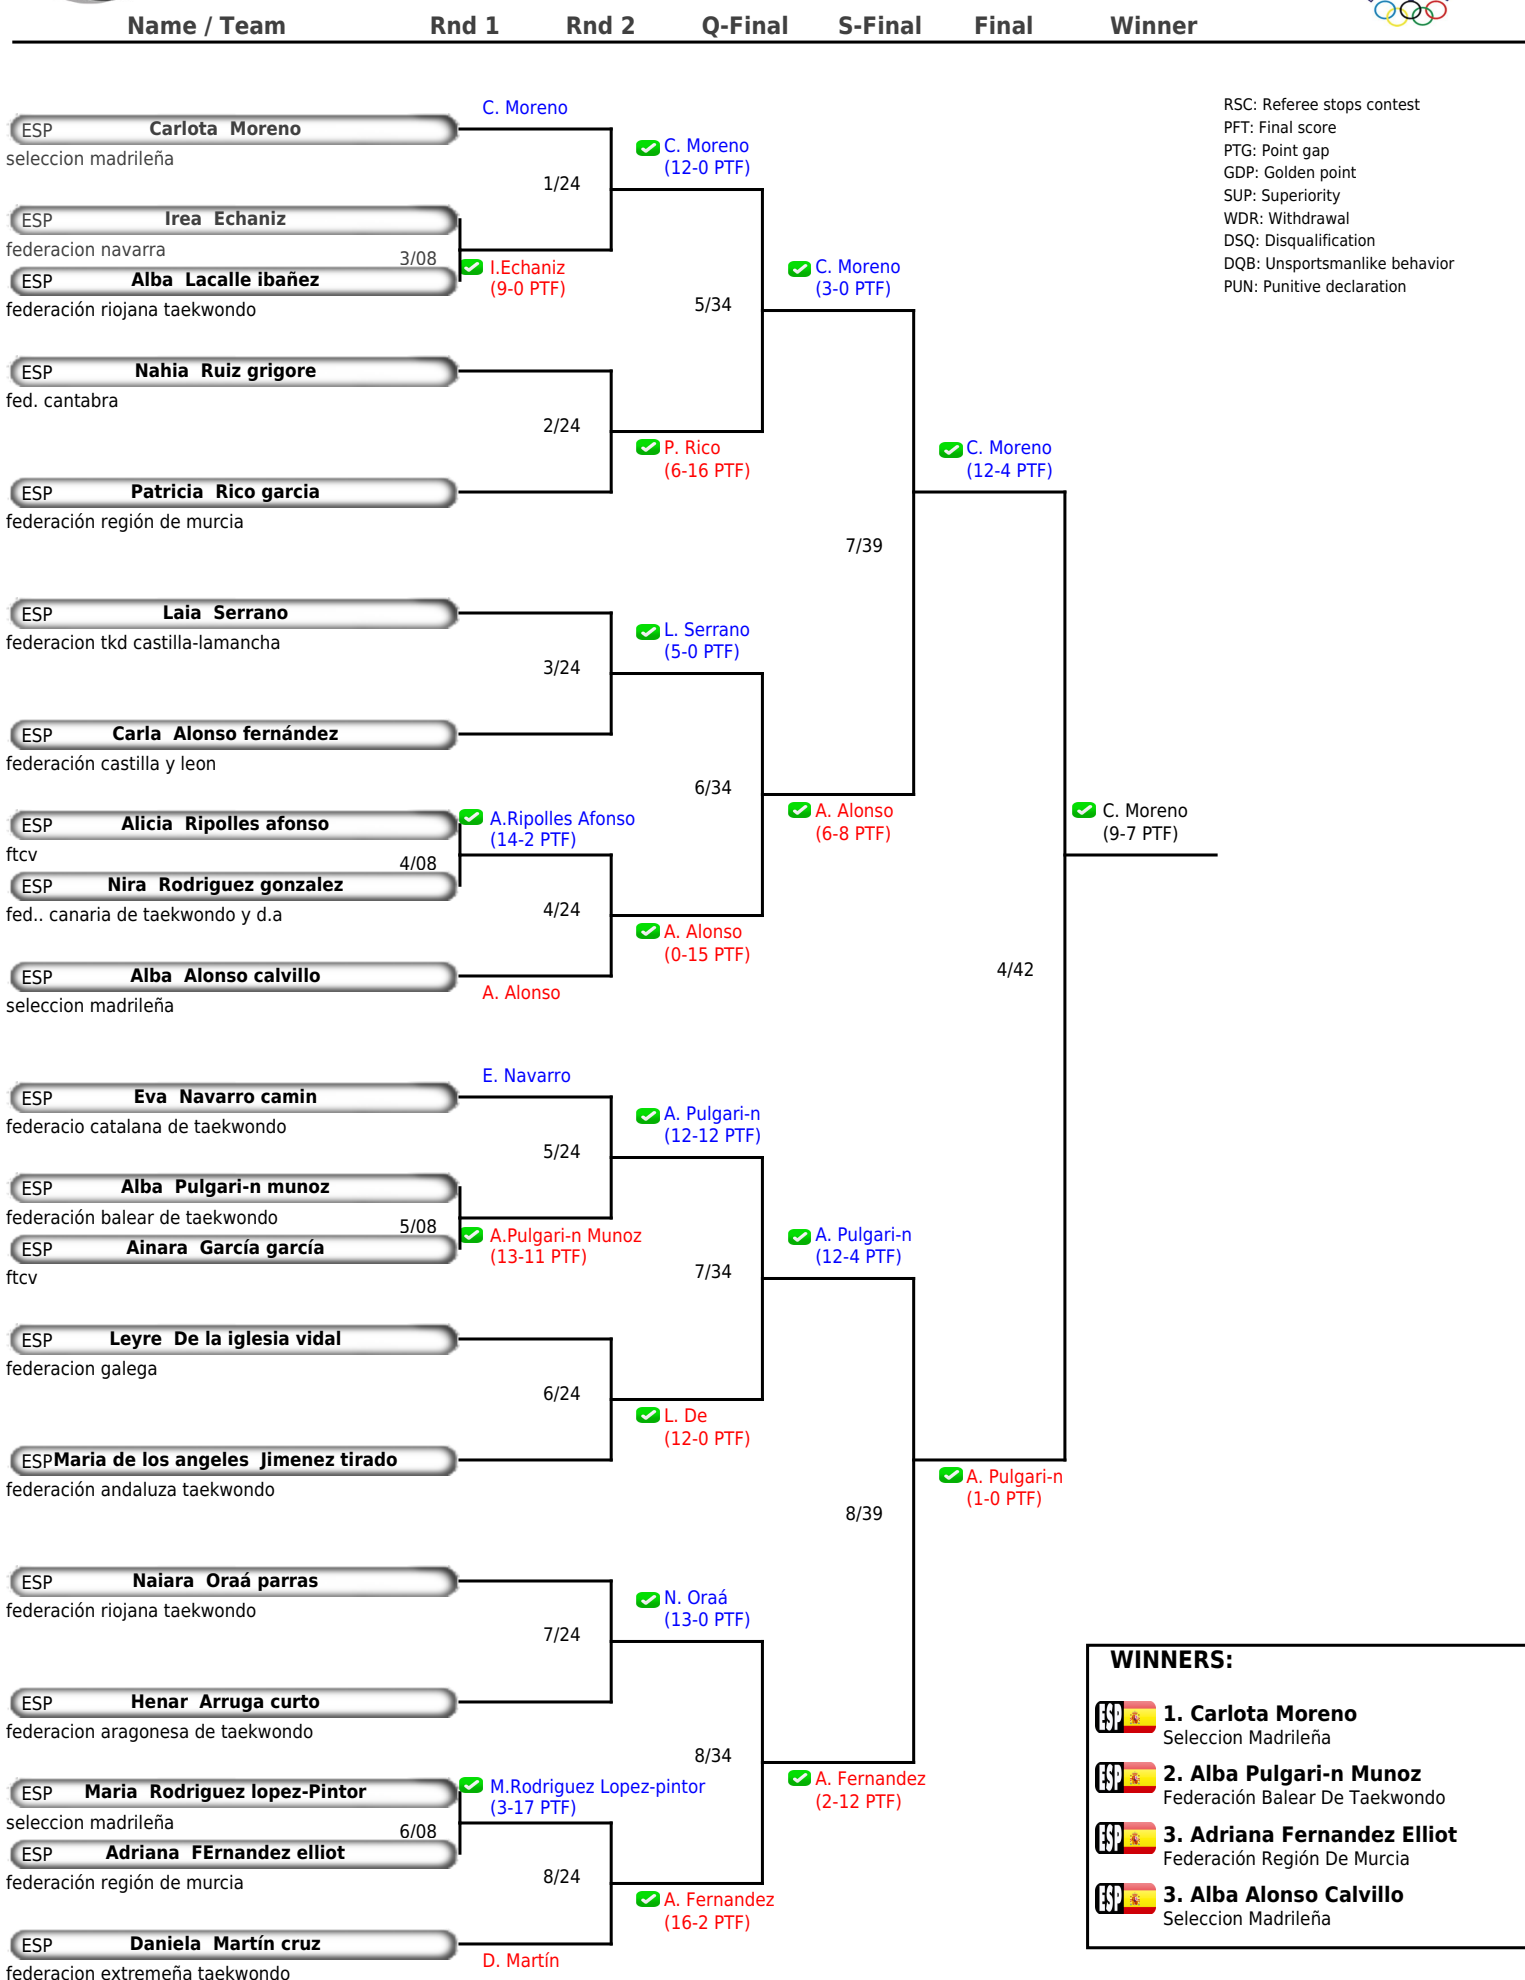 Name / Team Rnd 1 Rnd 2 Q-Final S-Final Final Winner
RSC: Referee stops contest
PFT: Final score
PTG: Point gap
GDP: Golden point
SUP: Superiority
WDR: Withdrawal
DSQ: Disqualification
DQB: Unsportsmanlike behavior
PUN: Punitive declaration
C. Moreno
ESP Carlota Moreno
seleccion madrileña
C. Moreno
(12-0 PTF)
1/24
ESP Irea Echaniz
federacion navarra
3/08
ESP Alba Lacalle ibañez
federación riojana taekwondo
I.Echaniz
(9-0 PTF)
C. Moreno
(3-0 PTF)
5/34
ESP Nahia Ruiz grigore
fed. cantabra
2/24
P. Rico
(6-16 PTF)
C. Moreno
(12-4 PTF)
ESP Patricia Rico garcia
federación región de murcia
7/39
ESP Laia Serrano
federacion tkd castilla-lamancha
L. Serrano
(5-0 PTF)
3/24
ESP Carla Alonso fernández
federación castilla y leon
6/34
ESP Alicia Ripolles afonso
ftcv
A.Ripolles Afonso
(14-2 PTF)
A. Alonso
(6-8 PTF)
C. Moreno
(9-7 PTF)
4/08
ESP Nira Rodriguez gonzalez
fed.. canaria de taekwondo y d.a
4/24
A. Alonso
(0-15 PTF)
ESP Alba Alonso calvillo
seleccion madrileña
A. Alonso
4/42
E. Navarro
ESP Eva Navarro camin
federacio catalana de taekwondo
A. Pulgari-n
(12-12 PTF)
5/24
ESP Alba Pulgari-n munoz
federación balear de taekwondo
5/08
ESP Ainara García garcía
ftcv
A.Pulgari-n Munoz
(13-11 PTF)
A. Pulgari-n
(12-4 PTF)
7/34
ESP Leyre De la iglesia vidal
federacion galega
6/24
L. De
(12-0 PTF)
ESP Maria de los angeles Jimenez tirado
federación andaluza taekwondo
A. Pulgari-n
(1-0 PTF)
8/39
ESP Naiara Oraá parras
federación riojana taekwondo
N. Oraá
(13-0 PTF)
7/24
ESP Henar Arruga curto
federacion aragonesa de taekwondo
8/34
ESP Maria Rodriguez lopez-Pintor
seleccion madrileña
M.Rodriguez Lopez-pintor
(3-17 PTF)
A. Fernandez
(2-12 PTF)
6/08
ESP Adriana FErnandez elliot
federación región de murcia
8/24
A. Fernandez
(16-2 PTF)
ESP Daniela Martín cruz
federacion extremeña taekwondo
D. Martín
WINNERS:
ESP 1. Carlota Moreno
Seleccion Madrileña
ESP 2. Alba Pulgari-n Munoz
Federación Balear De Taekwondo
ESP 3. Adriana Fernandez Elliot
Federación Región De Murcia
ESP 3. Alba Alonso Calvillo
Seleccion Madrileña